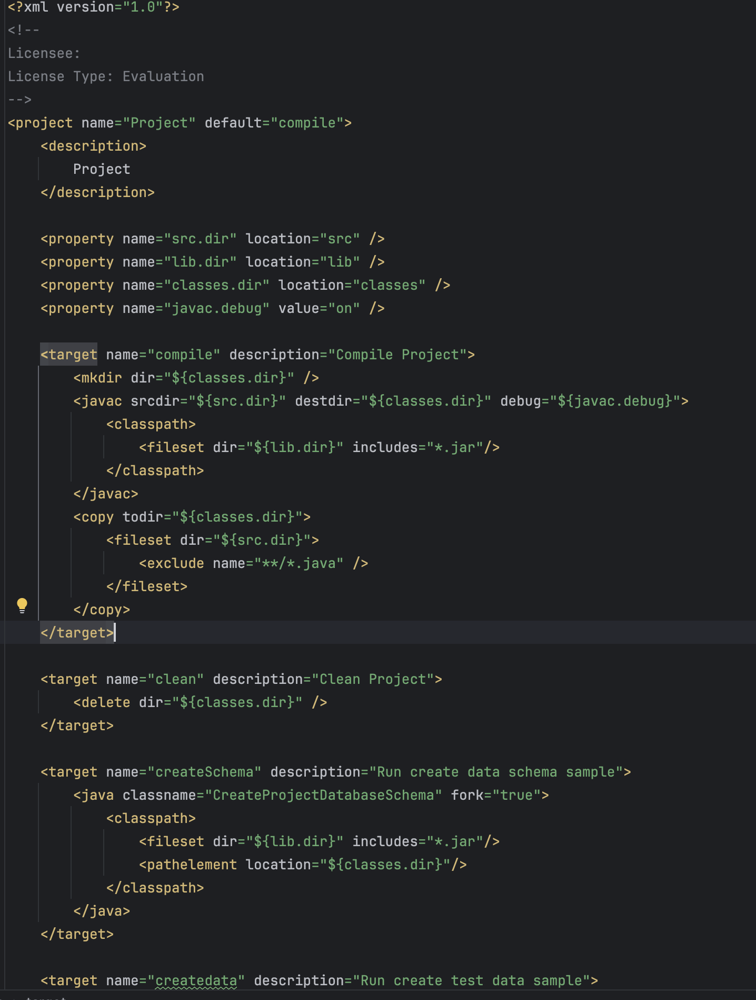 <?xml version="1.0"?>
<!--
Licensee:
License Type: Evaluation
-->
<project name="Project" default="compile">
    <description>
        Project
    </description>

    <property name="src.dir" location="src" />
    <property name="lib.dir" location="lib" />
    <property name="classes.dir" location="classes" />
    <property name="javac.debug" value="on" />

    <target name="compile" description="Compile Project">
        <mkdir dir="${classes.dir}" />
        <javac srcdir="${src.dir}" destdir="${classes.dir}" debug="${javac.debug}">
            <classpath>
                <fileset dir="${lib.dir}" includes="*.jar"/>
            </classpath>
        </javac>
        <copy todir="${classes.dir}">
            <fileset dir="${src.dir}">
                <exclude name="**/*.java" />
            </fileset>
        </copy>
    </target>

    <target name="clean" description="Clean Project">
        <delete dir="${classes.dir}" />
    </target>

    <target name="createSchema" description="Run create data schema sample">
        <java classname="CreateProjectDatabaseSchema" fork="true">
            <classpath>
                <fileset dir="${lib.dir}" includes="*.jar"/>
                <pathelement location="${classes.dir}"/>
            </classpath>
        </java>
    </target>

    <target name="createdata" description="Run create test data sample">